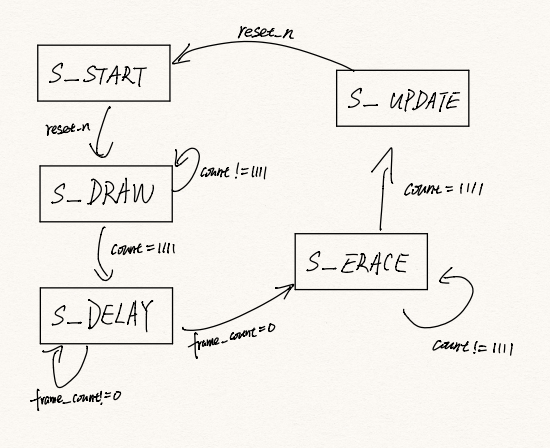 reset_n
S_START
S_UPDATE
reset_n
S_DRAW
count != 1111
count = 1111
count = 1111
S_ERACE
S_DELAY
frame_count=0
count != 1111
frame_count!=0